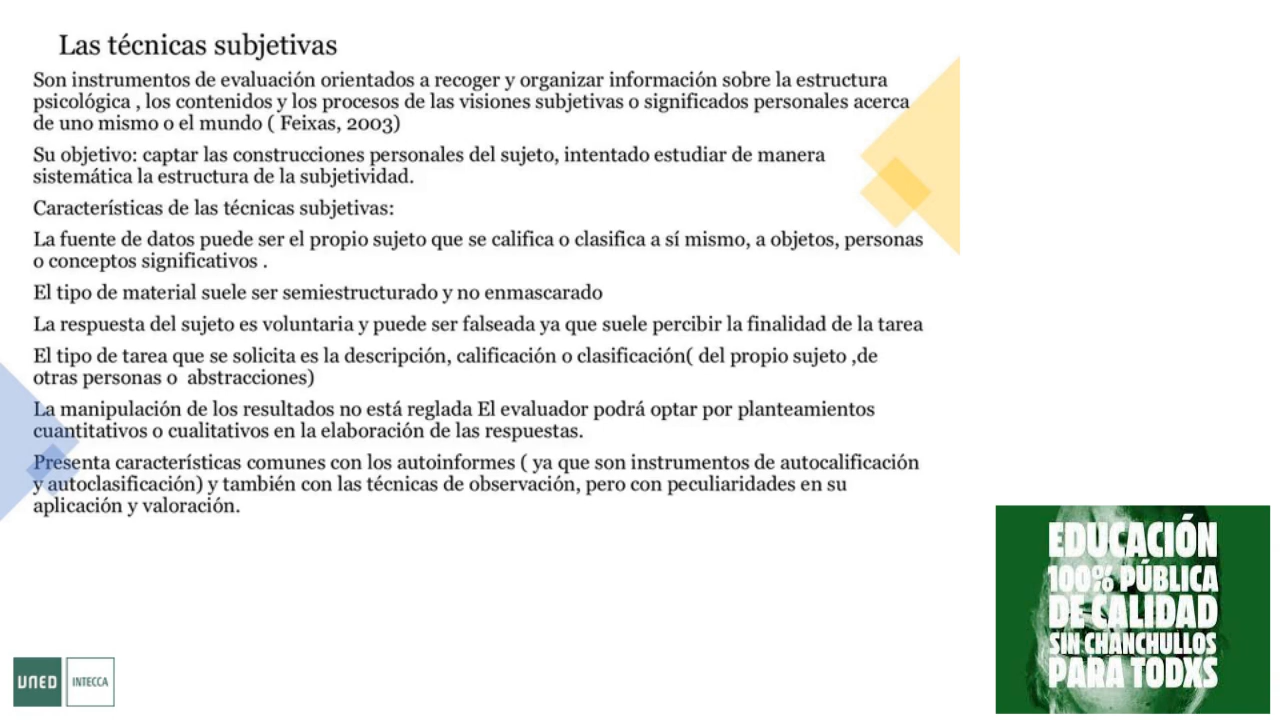 Las técnicas subjetivas
Son instrumentos de evaluación orientados a recoger y organizar información sobre la estructura
psicológica , los contenidos y los procesos de las visiones subjetivas o significados personales acerca
de uno mismo o el mundo ( Feixas, 2003)
Su objetivo: captar las construcciones personales del sujeto, intentado estudiar de manera
sistemática la estructura de la subjetividad.
Características de las técnicas subjetivas:
La fuente de datos puede ser el propio sujeto que se califica o clasifica a sí mismo, a objetos, personas
o conceptos significativos .
El tipo de material suele ser semiestructurado y no enmascarado
La respuesta del sujeto es voluntaria y puede ser falseada ya que suele percibir la finalidad de la tarea
El tipo de tarea que se solicita es la descripción, calificación o clasificación( del propio sujeto ,de
otras personas o  abstracciones)
La manipulación de los resultados no está reglada El evaluador podrá optar por planteamientos
cuantitativos o cualitativos en la elaboración de las respuestas.
Presenta características comunes con los autoinformes ( ya que son instrumentos de autocalificación
y autoclasificación) y también con las técnicas de observación, pero con peculiaridades en su
aplicación y valoración.
EDUCACIÓN
100% PÚBLICA
DE CALIDAD
SIN CHANCHULLOS
PARA TODXS
UNED INTECCA